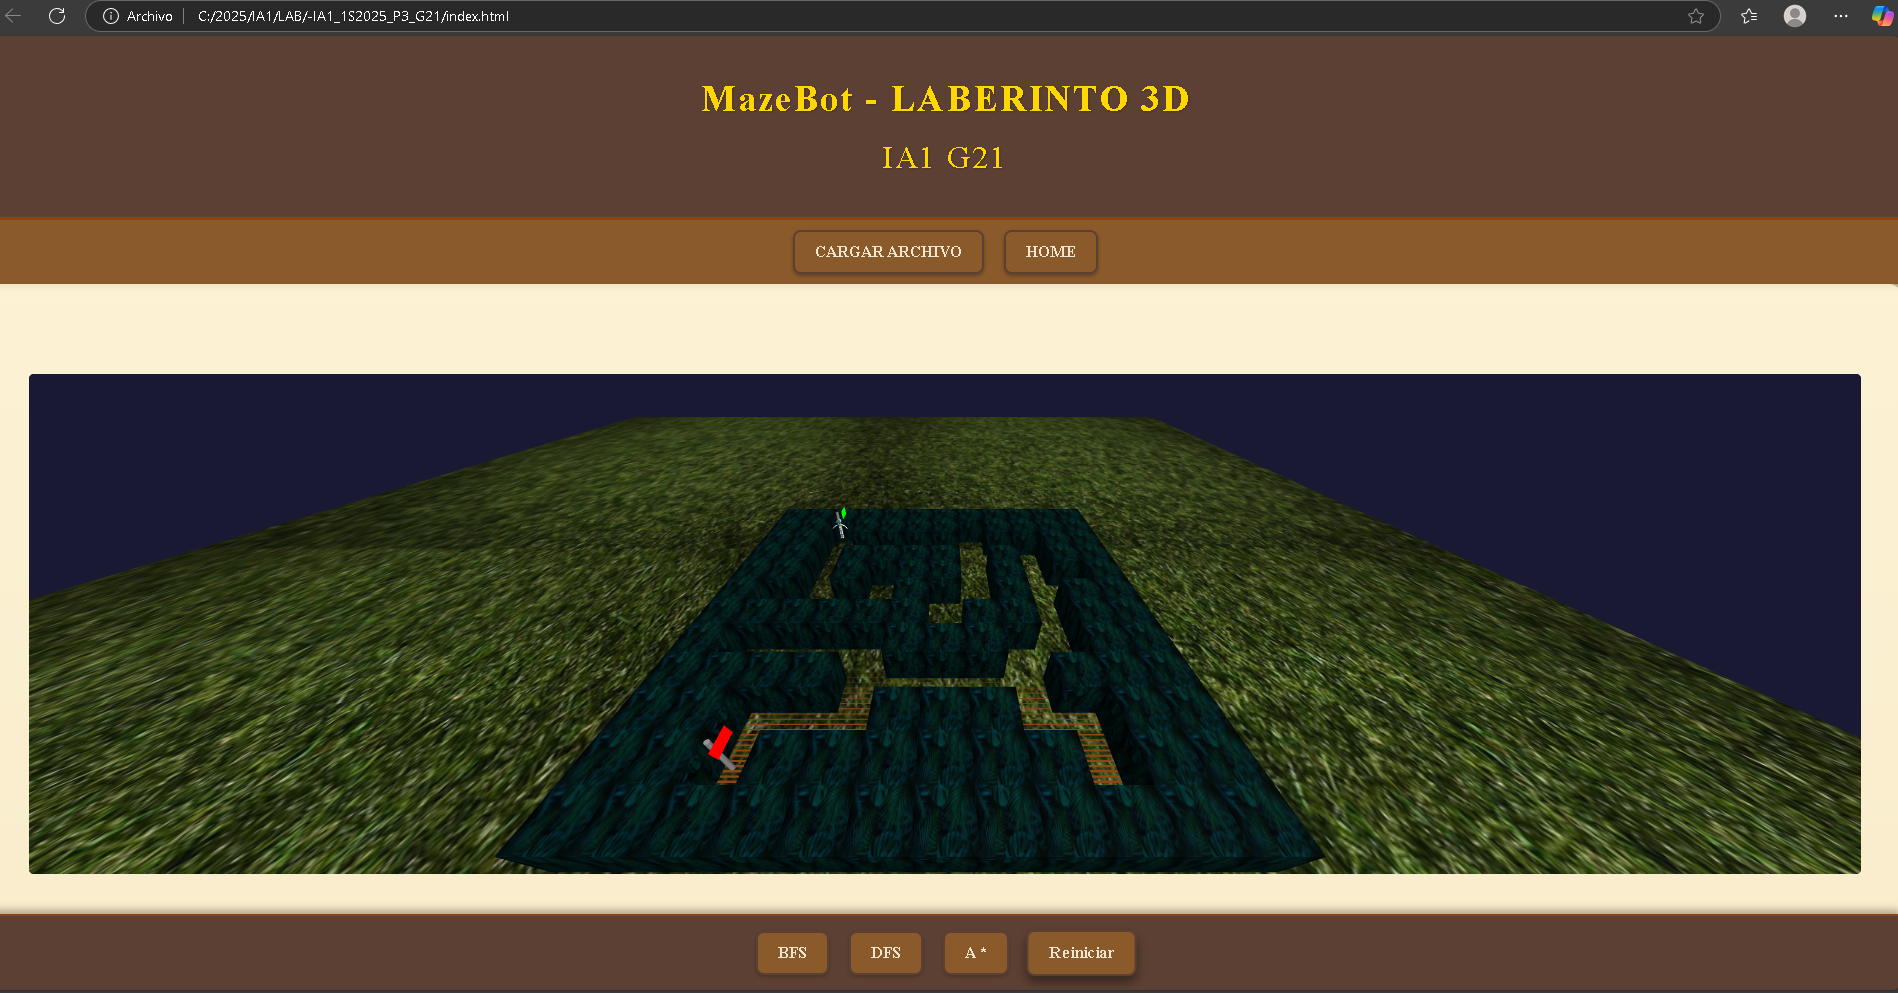 Archivo
C:/2025/IA1/LAB/-IA1_1S2025_P3_G21/index.html
MazeBot - LABERINTO 3D
IA1 G21
CARGAR ARCHIVO
HOME
BFS
DFS
A *
Reiniciar